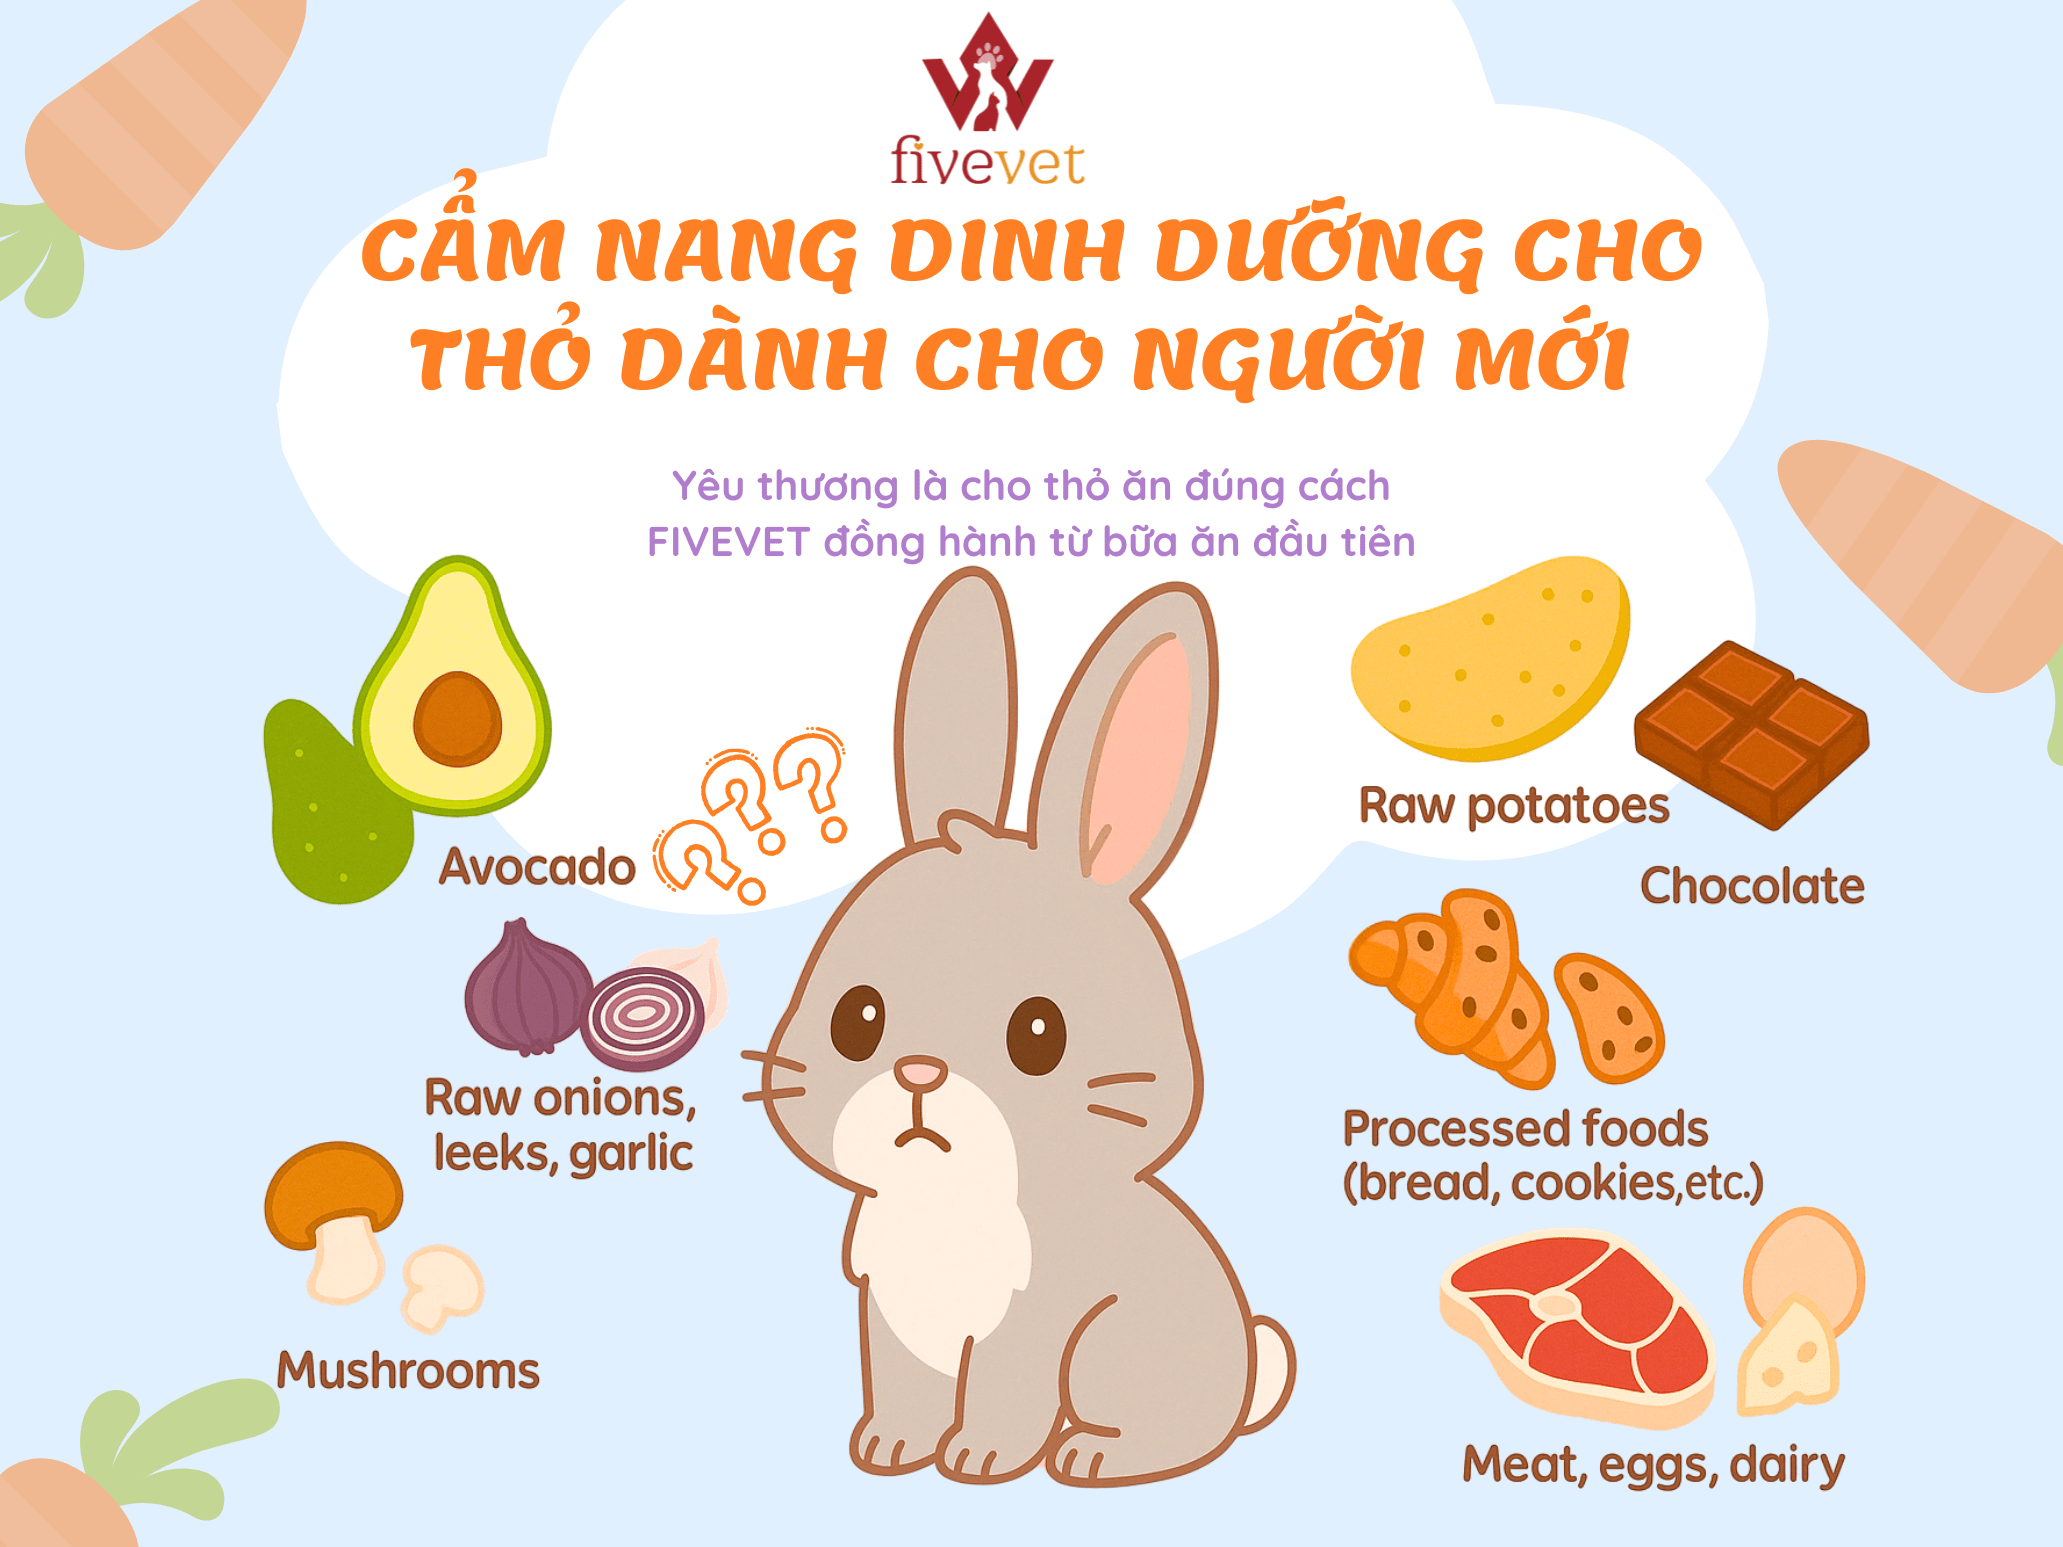 fivevet
CẨM NANG DINH DƯỠNG CHO
THỎ DÀNH CHO NGƯỜI MỚI
Yêu thương là cho thỏ ăn đúng cách
FIVEVET đồng hành từ bữa ăn đầu tiên
???
Avocado
Raw onions,
leeks, garlic
Mushrooms
Raw potatoes
Chocolate
Processed foods
(bread, cookies,etc.)
Meat, eggs, dairy